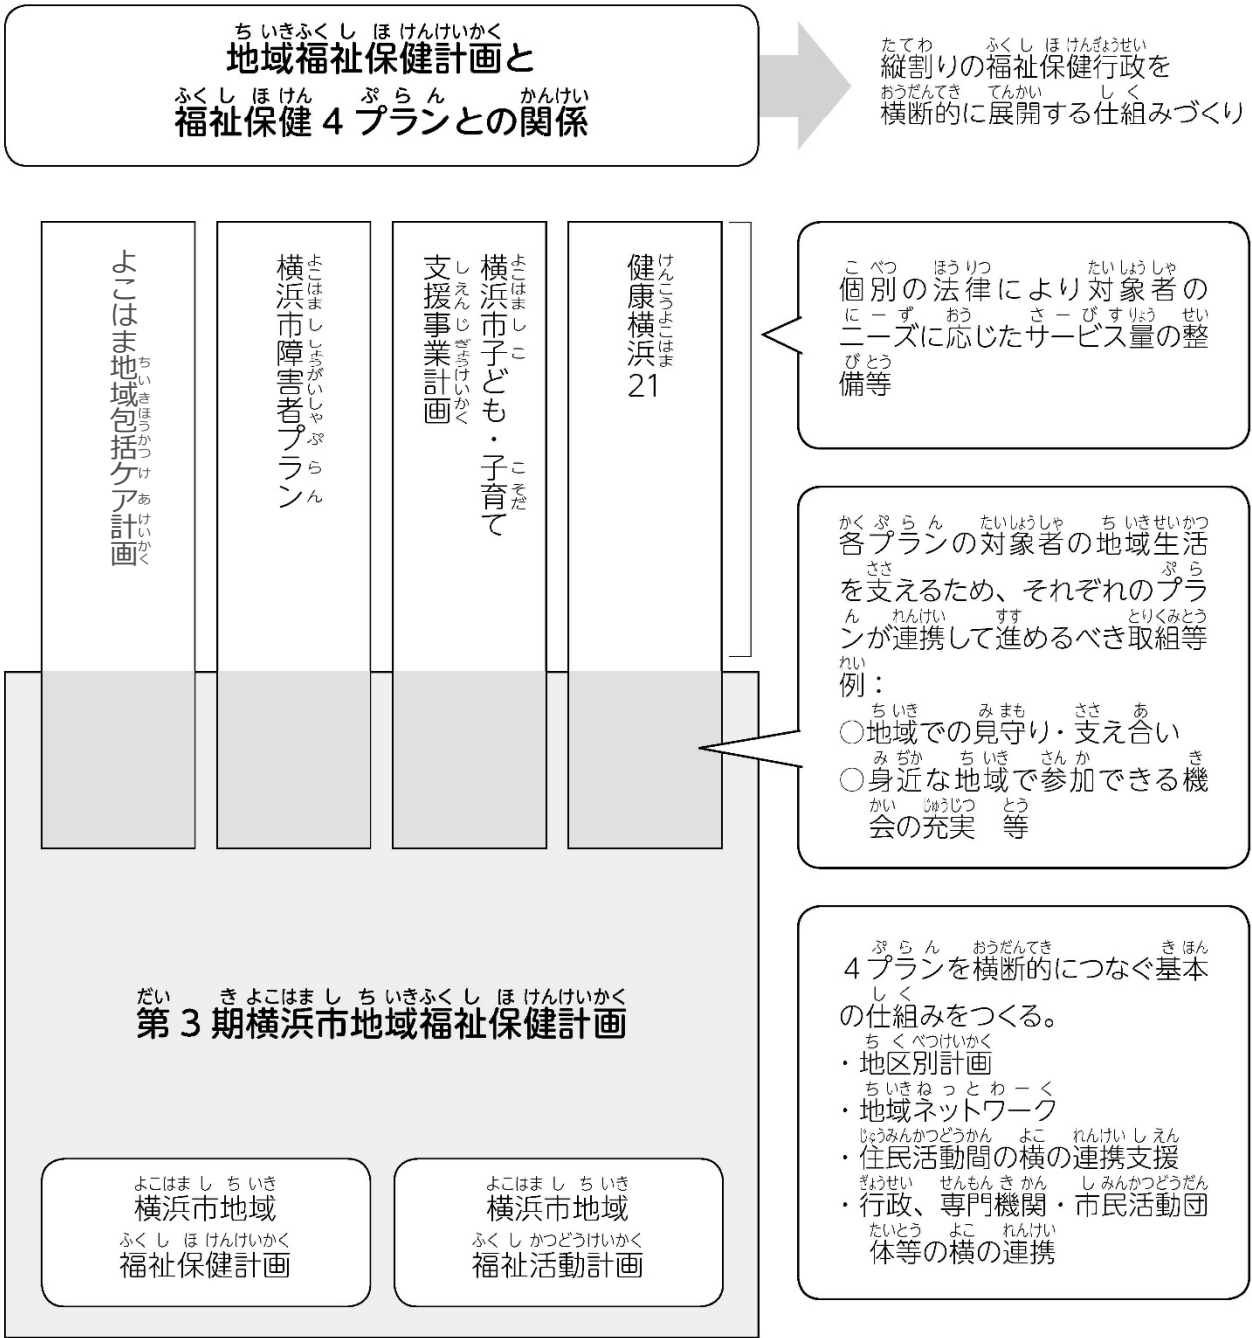 地域福祉保健計画と
福祉保健４プランとの関係
縦割りの福祉保健行政を
横断的に展開する仕組みづくり
よこはま地域包括ケア計画
横浜市障害者プラン
横浜市子ども・子育て
支援事業計画
健康横浜21
個別の法律により対象者の
ニーズに応じたサービス量の整
備等
各プランの対象者の地域生活
を支えるため、それぞれのプラ
ンが連携して進めるべき取組等
例：
○地域での見守り・支え合い
○身近な地域で参加できる機
会の充実　等
第３期横浜市地域福祉保健計画
４プランを横断的につなぐ基本
の仕組みをつくる。
・地区別計画
・地域ネットワーク
・住民活動間の横の連携支援
・行政、専門機関・市民活動団
体等の横の連携
横浜市地域
福祉保健計画
横浜市地域
福祉活動計画